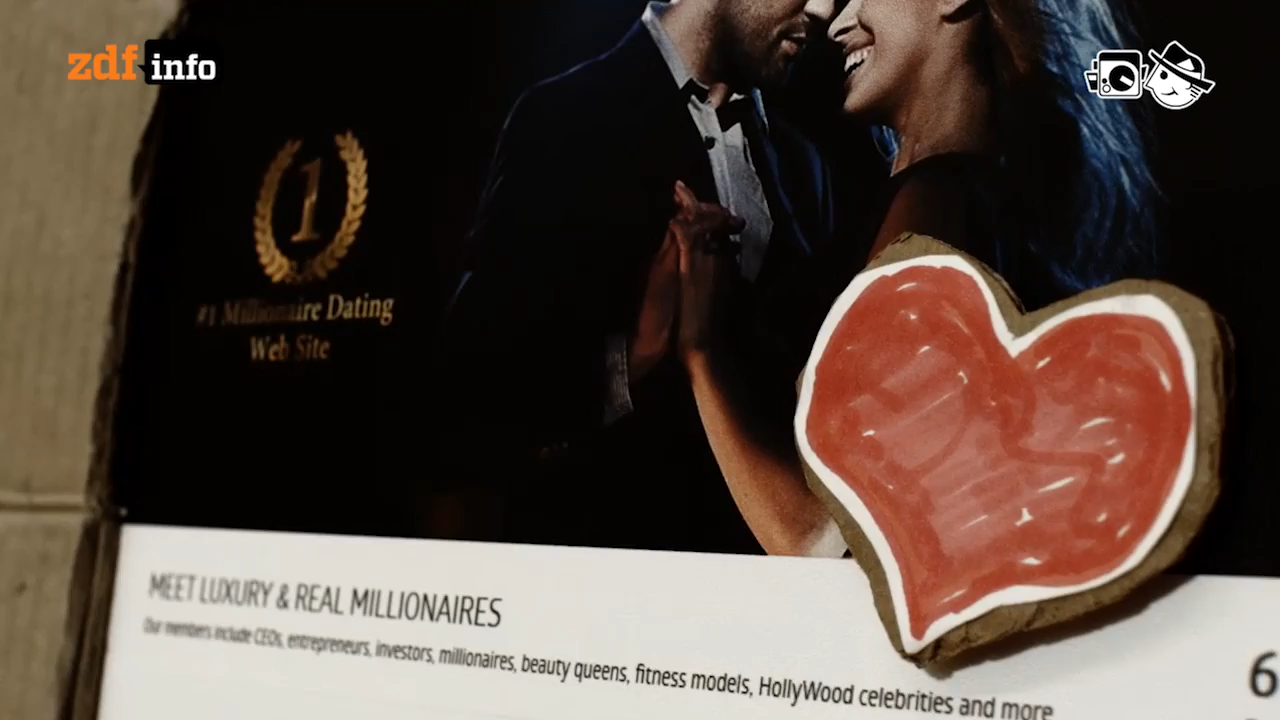 zdf info
1
#1 Millionaire Dating
Web Site
MEET LUXURY & REAL MILLIONAIRES
Our members include CEOs, entrepreneurs, investors, millionaires, beauty queens, fitness models, HollyWood celebrities and more
6